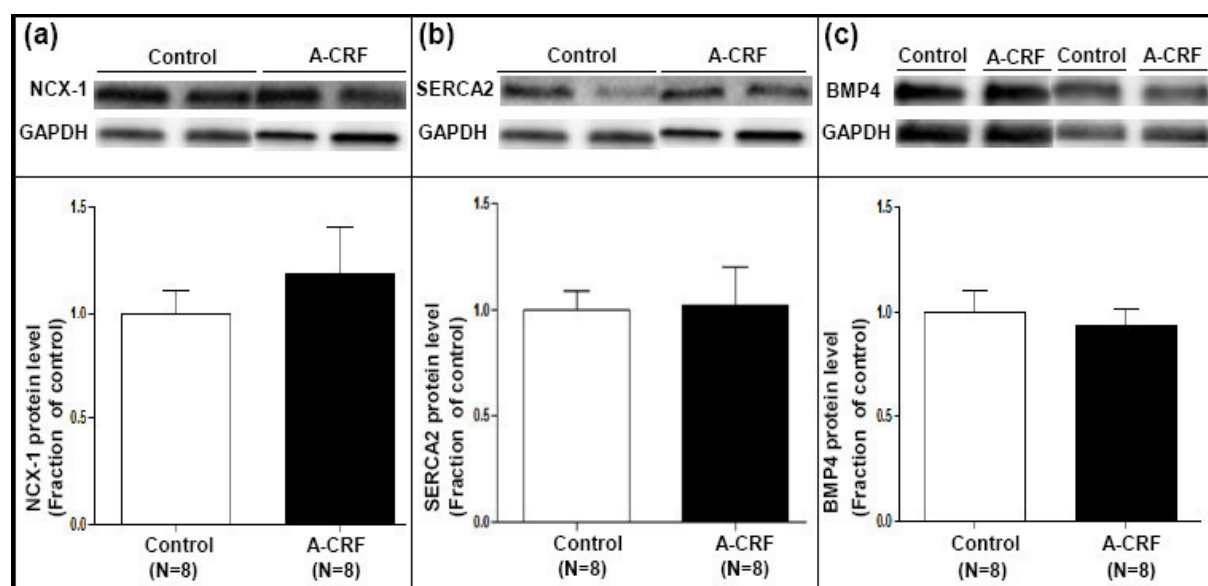 (a)
Control A-CRF
NCX-1
GAPDH
1.5
1.0
0.5
0.0
NCX-1 protein level
(Fraction of control)
Control
(N=8)
A-CRF
(N=8)
(b)
Control A-CRF
SERCA2
GAPDH
1.5
1.0
0.5
0.0
SERCA2 protein level
(Fraction of control)
Control
(N=8)
A-CRF
(N=8)
(c)
Control A-CRF Control A-CRF
BMP4
GAPDH
1.5
1.0
0.5
0.0
BMP4 protein level
(Fraction of control)
Control
(N=8)
A-CRF
(N=8)